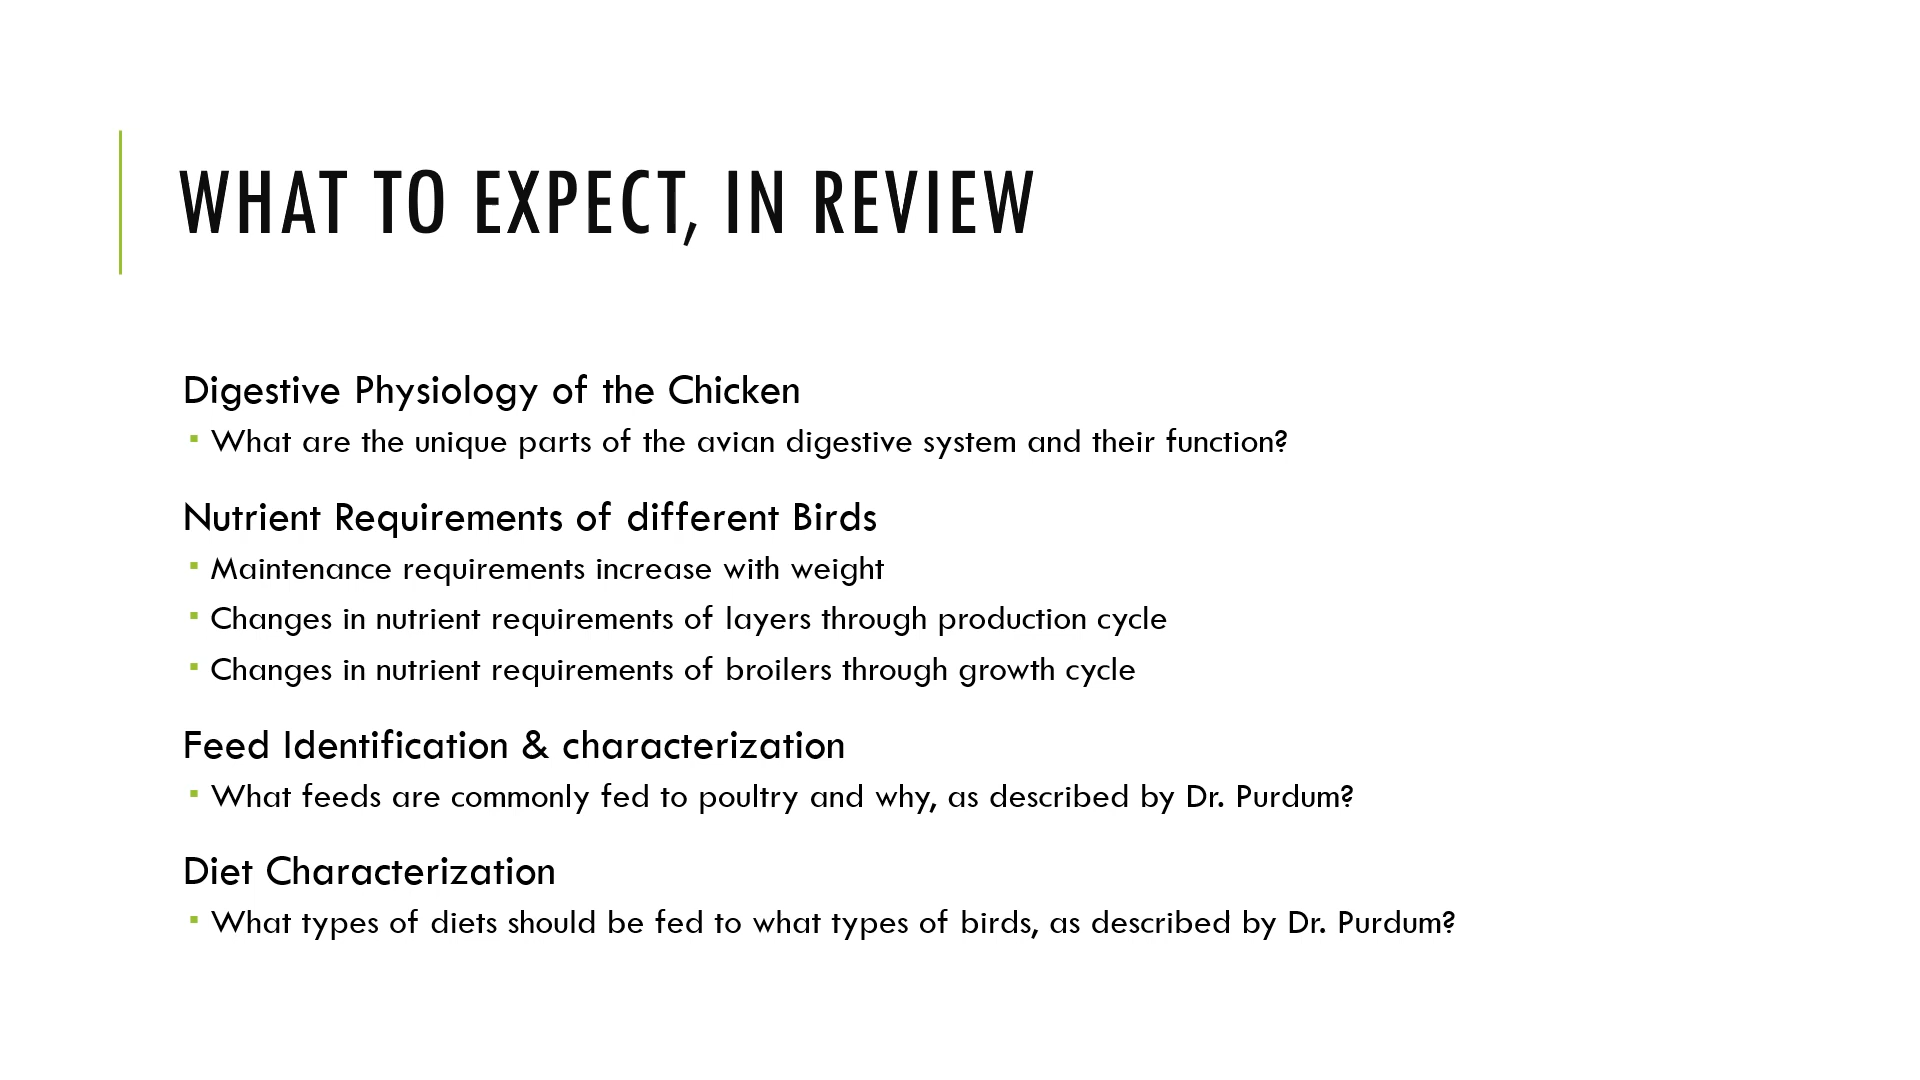 WHAT TO EXPECT, IN REVIEW
Digestive Physiology of the Chicken
▪ What are the unique parts of the avian digestive system and their function?
Nutrient Requirements of different Birds
▪ Maintenance requirements increase with weight
▪ Changes in nutrient requirements of layers through production cycle
▪ Changes in nutrient requirements of broilers through growth cycle
Feed Identification & characterization
▪ What feeds are commonly fed to poultry and why, as described by Dr. Purdum?
Diet Characterization
▪ What types of diets should be fed to what types of birds, as described by Dr. Purdum?